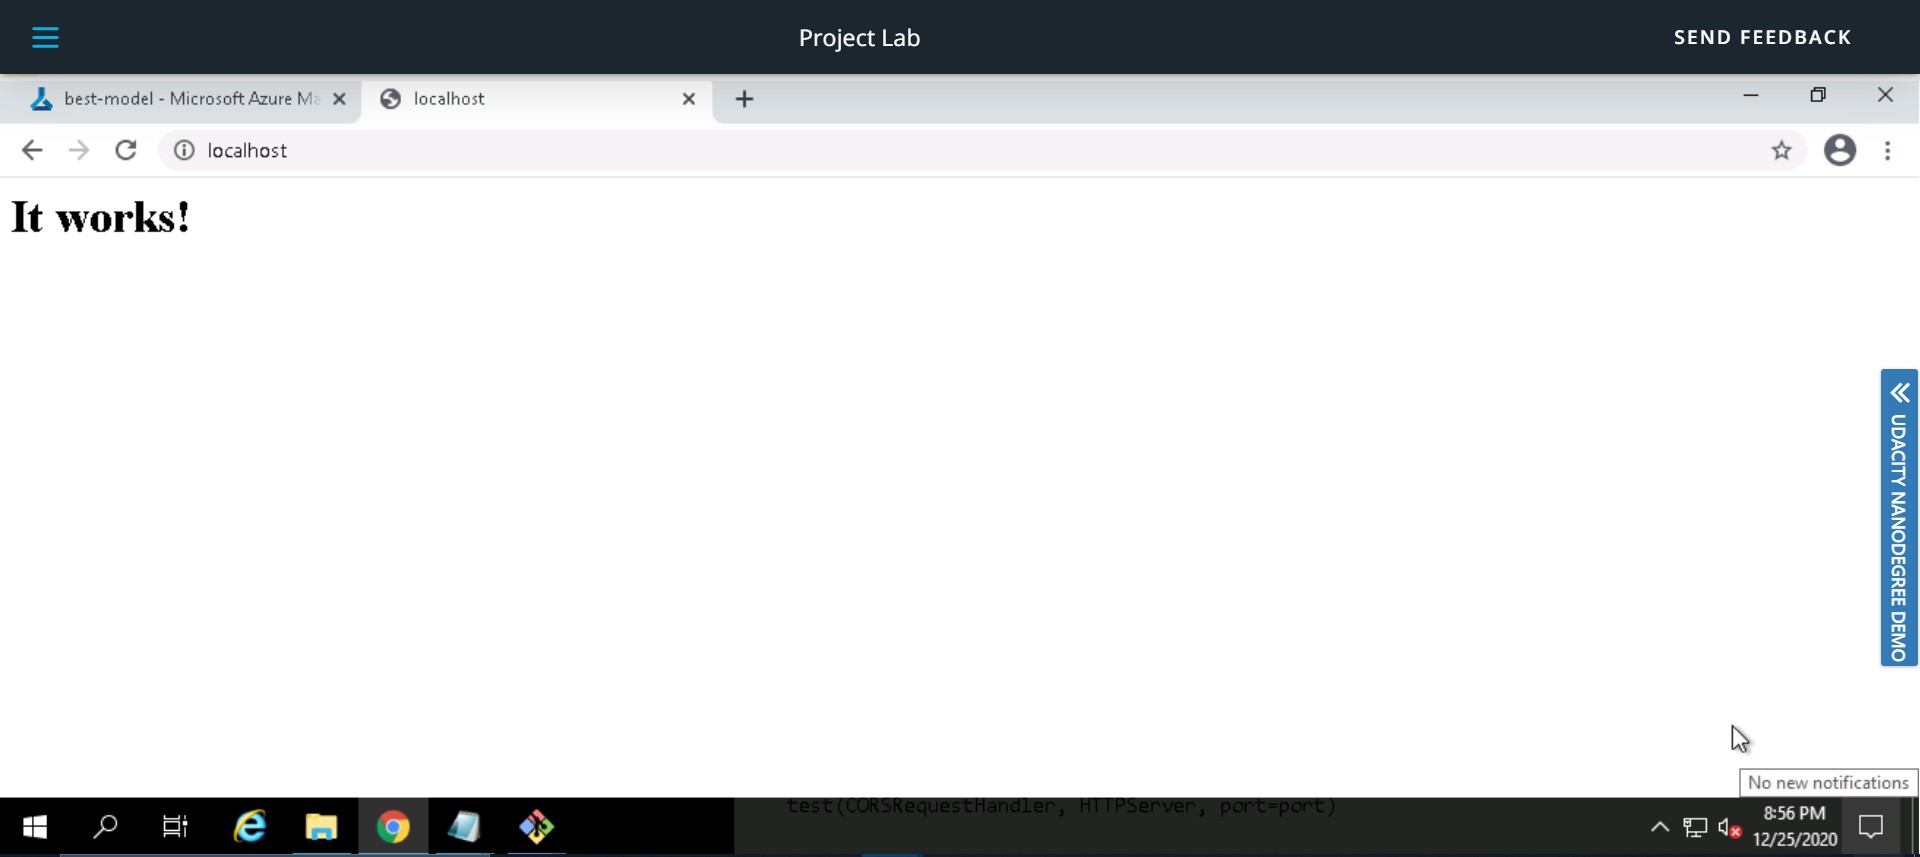 Project Lab
SEND FEEDBACK
best-model - Microsoft Azure Ma
localhost
localhost
It works!
UDACITY NANODEGREE DEMO
No new notifications
test(CORSRequestHandler, HTTPServer, port=port)
8:56 PM
12/25/2020